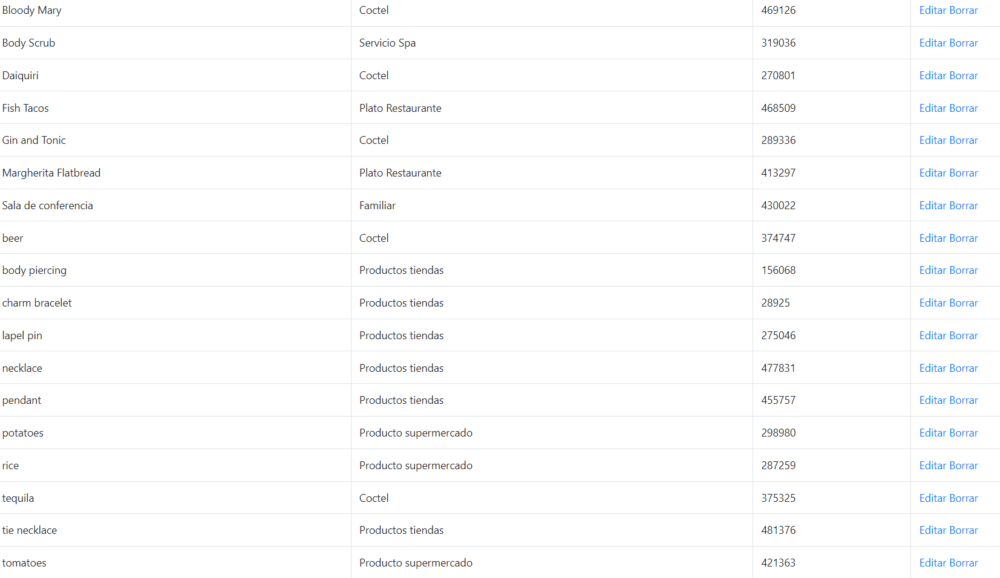 Bloody Mary Coctel 469126 Editar Borrar
Body Scrub Servicio Spa 319036 Editar Borrar
Daiquiri Coctel 270801 Editar Borrar
Fish Tacos Plato Restaurante 468509 Editar Borrar
Gin and Tonic Coctel 289336 Editar Borrar
Margherita Flatbread Plato Restaurante 413297 Editar Borrar
Sala de conferencia Familiar 430022 Editar Borrar
beer Coctel 374747 Editar Borrar
body piercing Productos tiendas 156068 Editar Borrar
charm bracelet Productos tiendas 28925 Editar Borrar
lapel pin Productos tiendas 275046 Editar Borrar
necklace Productos tiendas 477831 Editar Borrar
pendant Productos tiendas 455757 Editar Borrar
potatoes Producto supermercado 298980 Editar Borrar
rice Producto supermercado 287259 Editar Borrar
tequila Coctel 375325 Editar Borrar
tie necklace Productos tiendas 481376 Editar Borrar
tomatoes Producto supermercado 421363 Editar Borrar